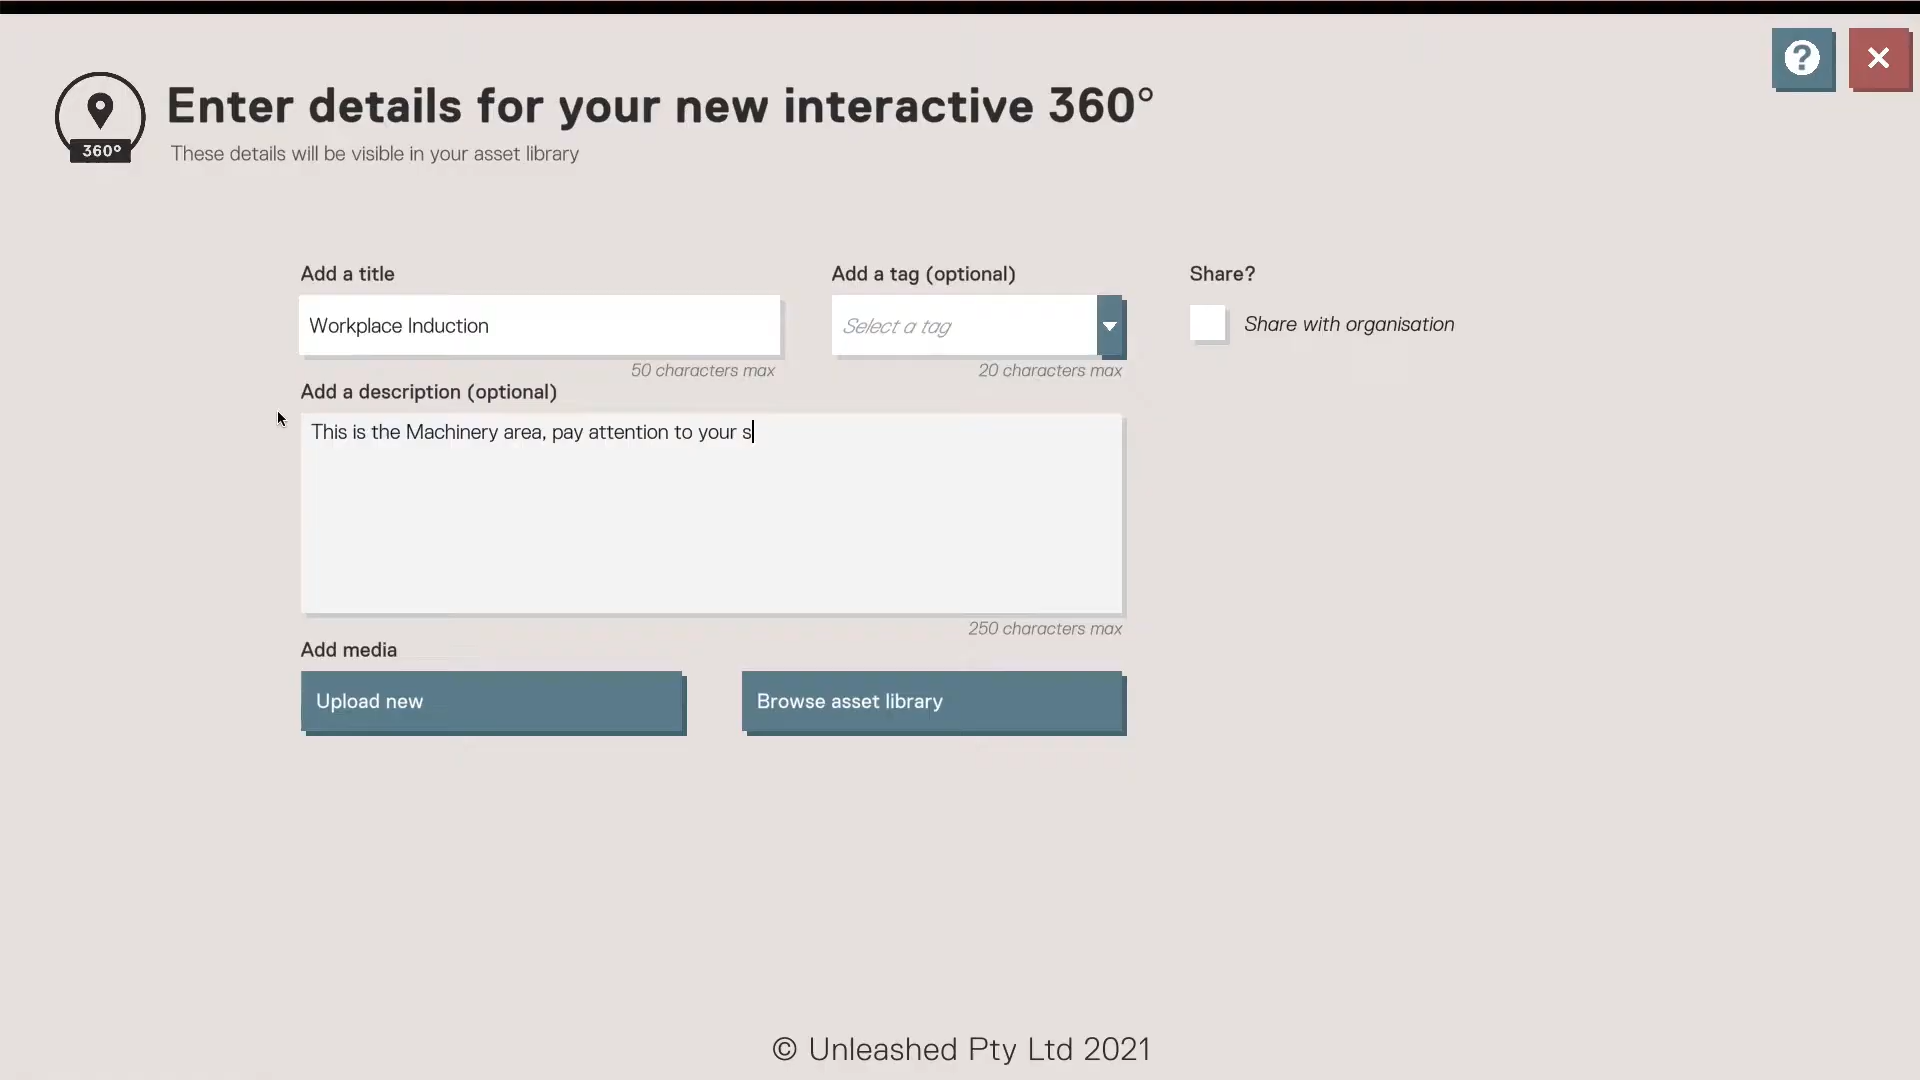 Enter details for your new interactive 360°
360°
These details will be visible in your asset library
Add a title
Add a tag (optional)
Share?
Workplace Induction
Select a tag
Share with organisation
50 characters max
20 characters max
Add a description (optional)
This is the Machinery area, pay attention to your s
250 characters max
Add media
Upload new
Browse asset library
© Unleashed Pty Ltd 2021